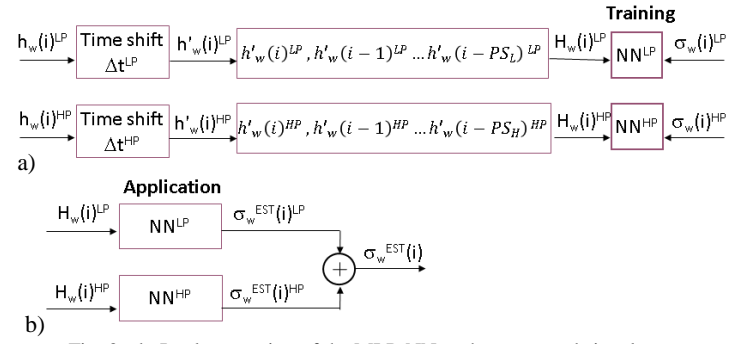 Training
h_w(i)^LP Time shift Δt^LP h'_w(i)^LP h'_w(i)^LP , h'_w(i − 1)^LP … h'_w(i − PS_L)^LP H_w(i)^LP NN^LP σ_w(i)^LP
h_w(i)^HP Time shift Δt^HP h'_w(i)^HP h'_w(i)^HP , h'_w(i − 1)^HP … h'_w(i − PS_H)^HP H_w(i)^HP NN^HP σ_w(i)^HP
a)
Application
H_w(i)^LP NN^LP σ_w^EST(i)^LP
+ σ_w^EST(i)
H_w(i)^HP NN^HP σ_w^EST(i)^HP
b)